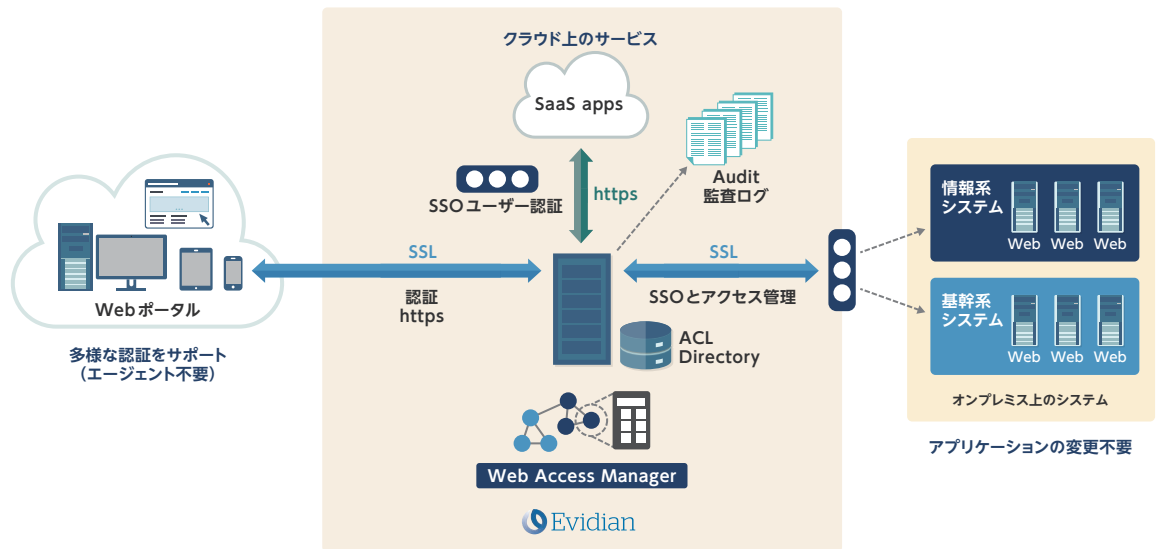 クラウド上のサービス
SaaS apps
SSOユーザー認証
https
Audit
監査ログ
Webポータル
多様な認証をサポート
(エージェント不要)
SSL
認証
https
SSL
SSOとアクセス管理
ACL
Directory
情報系
システム
Web Web Web
基幹系
システム
Web Web Web
オンプレミス上のシステム
アプリケーションの変更不要
Web Access Manager
Evidian